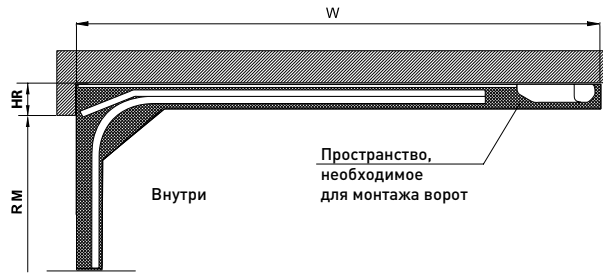 W
HR
RM
Внутри
Пространство,
необходимое
для монтажа ворот